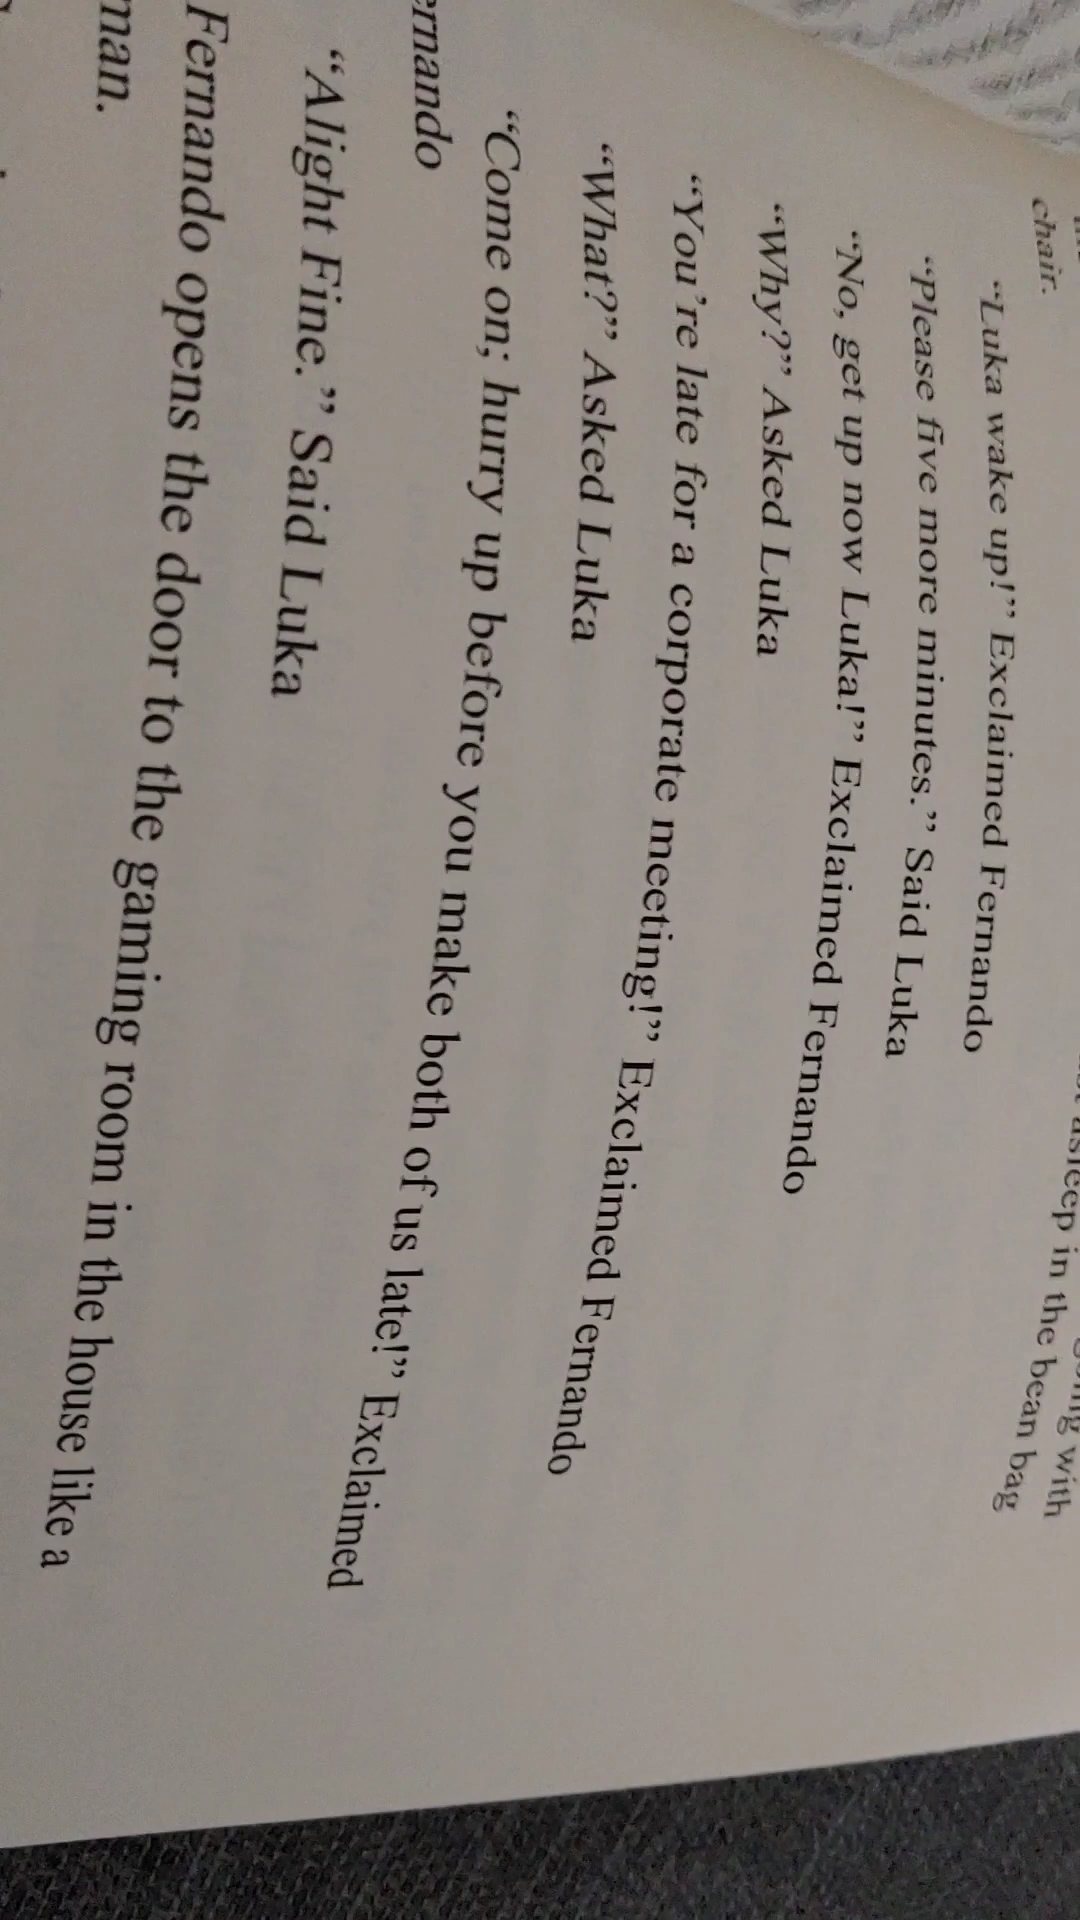 with
asleep in the bean bag
chair.
“Luka wake up!” Exclaimed Fernando
“Please five more minutes.” Said Luka
“No, get up now Luka!” Exclaimed Fernando
“Why?” Asked Luka
“You’re late for a corporate meeting!” Exclaimed Fernando
“What?” Asked Luka
“Come on; hurry up before you make both of us late!” Exclaimed
ernando
“Alight Fine.” Said Luka
Fernando opens the door to the gaming room in the house like a
man.